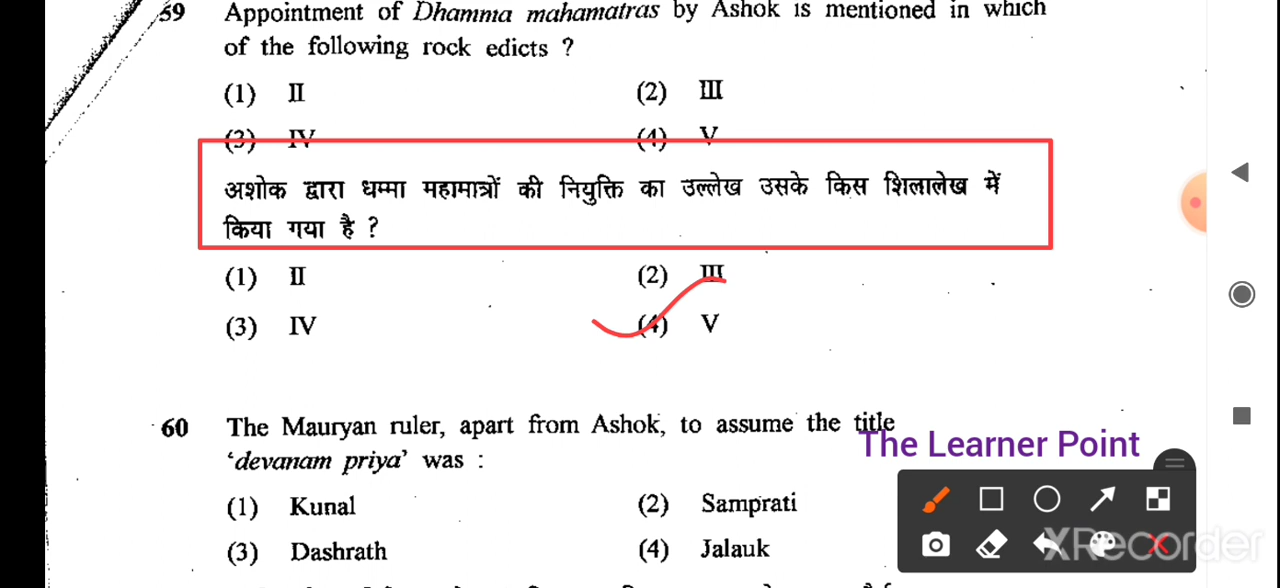 59 Appointment of Dhamma mahamatras by Ashok is mentioned in which
of the following rock edicts ?
(1) II (2) III
(3) IV (4) V
अशोक द्वारा धम्मा महामात्रों की नियुक्ति का उल्लेख उसके किस शिलालेख में
किया गया है ?
(1) II (2) III
(3) IV (4) V
60 The Mauryan ruler, apart from Ashok, to assume the title
'devanam priya' was :
The Learner Point
(1) Kunal (2) Samprati
(3) Dashrath (4) Jalauk
XRecorder